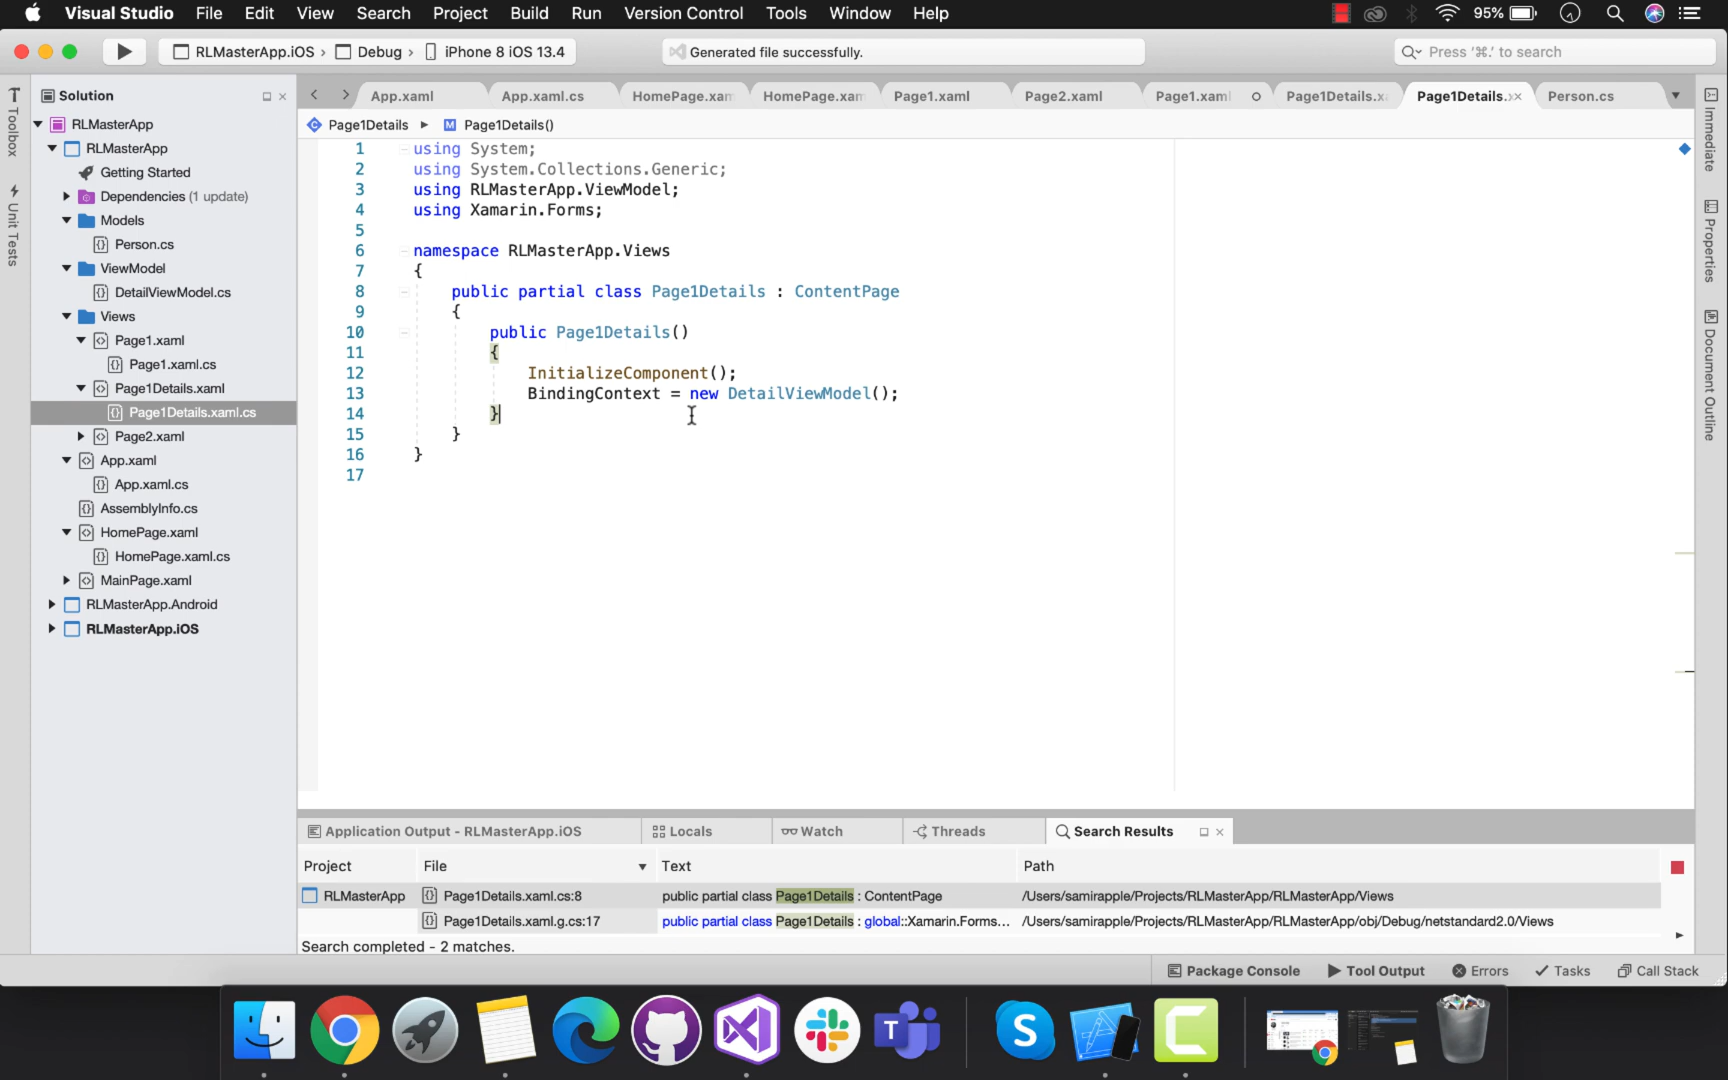 Visual Studio File Edit View Search Project Build Run Version Control Tools Window Help 95%
RLMasterApp.iOS › Debug › iPhone 8 iOS 13.4
Generated file successfully.
Press '⌘.' to search
Toolbox
Unit Tests
Solution
RLMasterApp
RLMasterApp
Getting Started
Dependencies (1 update)
Models
Person.cs
ViewModel
DetailViewModel.cs
Views
Page1.xaml
Page1.xaml.cs
Page1Details.xaml
Page1Details.xaml.cs
Page2.xaml
App.xaml
App.xaml.cs
AssemblyInfo.cs
HomePage.xaml
HomePage.xaml.cs
MainPage.xaml
RLMasterApp.Android
RLMasterApp.iOS
App.xaml App.xaml.cs HomePage.xam HomePage.xam Page1.xaml Page2.xaml Page1.xaml Page1Details.x Page1Details.x Person.cs
Page1Details M Page1Details()
1 using System;
2 using System.Collections.Generic;
3 using RLMasterApp.ViewModel;
4 using Xamarin.Forms;
5
6 namespace RLMasterApp.Views
7 {
8 public partial class Page1Details : ContentPage
9 {
10 public Page1Details()
11 {
12 InitializeComponent();
13 BindingContext = new DetailViewModel();
14 }
15 }
16 }
17
Immediate
Properties
Document Outline
Application Output - RLMasterApp.iOS Locals Watch Threads Search Results
Project File Text Path
RLMasterApp Page1Details.xaml.cs:8 public partial class Page1Details : ContentPage /Users/samirapple/Projects/RLMasterApp/RLMasterApp/Views
Page1Details.xaml.g.cs:17 public partial class Page1Details : global::Xamarin.Forms... /Users/samirapple/Projects/RLMasterApp/RLMasterApp/obj/Debug/netstandard2.0/Views
Search completed - 2 matches.
Package Console Tool Output Errors Tasks Call Stack